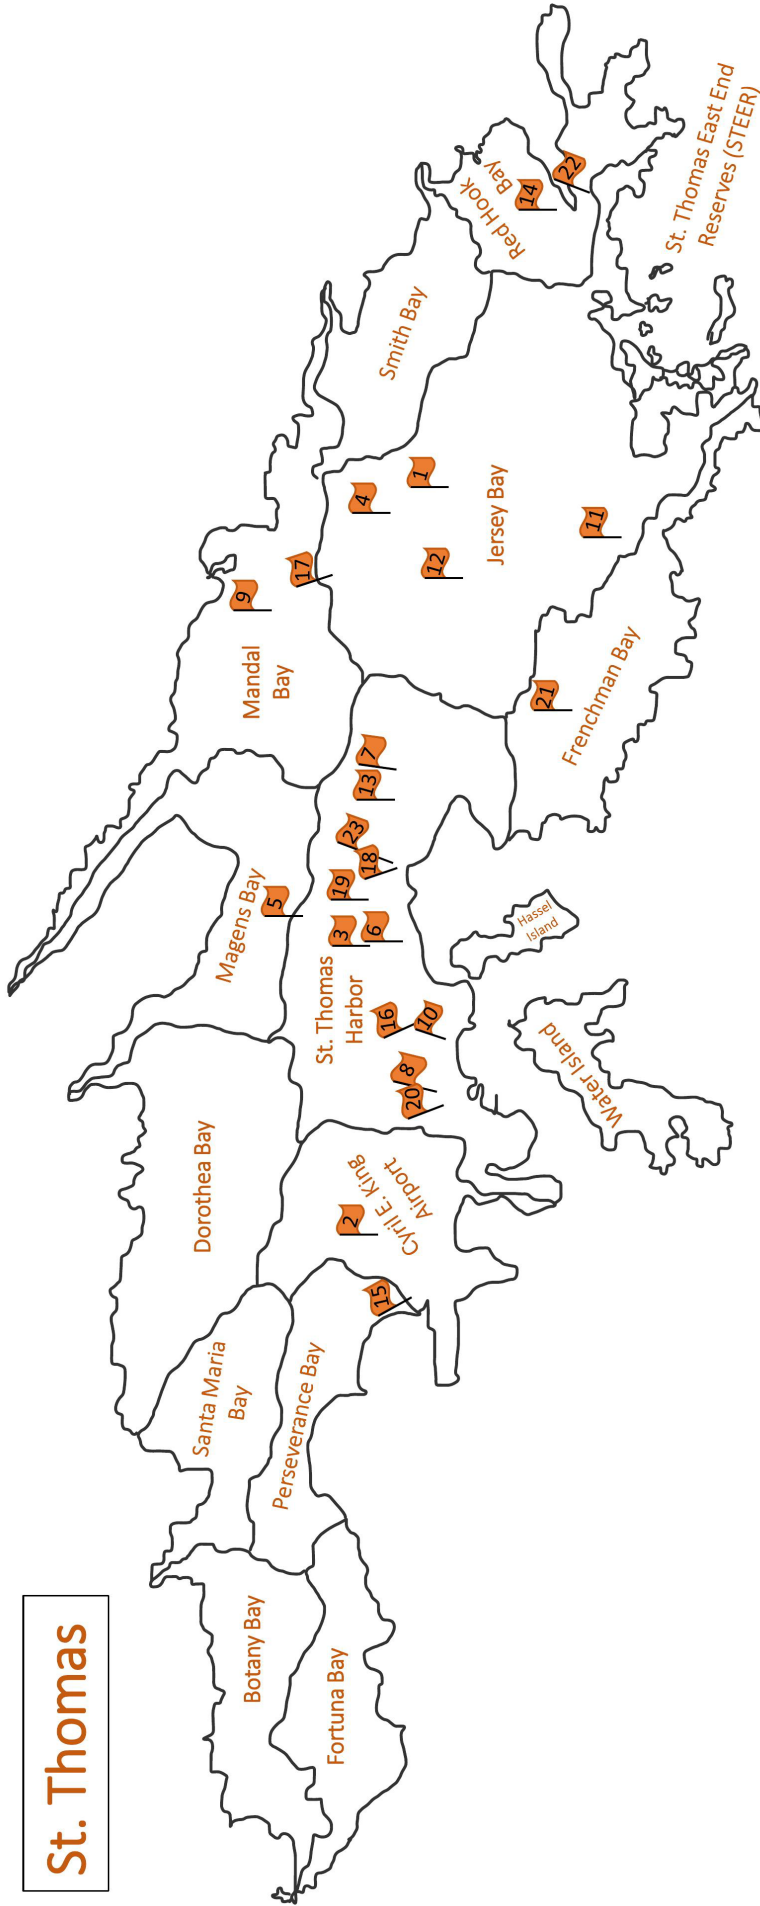 St. Thomas
Botany Bay
Fortuna Bay
Santa Maria
Bay
Perseverance Bay
15
Dorothea Bay
2
Cyril E. King
Airport
Magens Bay
5
St. Thomas
Harbor
20
8
16
10
3
6
19
18
23
13
7
Hassel
Island
Water Island
Mandal
Bay
9
17
Smith Bay
4
1
12
Jersey Bay
11
21
Frenchman Bay
Red Hook
Bay
14
22
St. Thomas East End
Reserves (STEER)